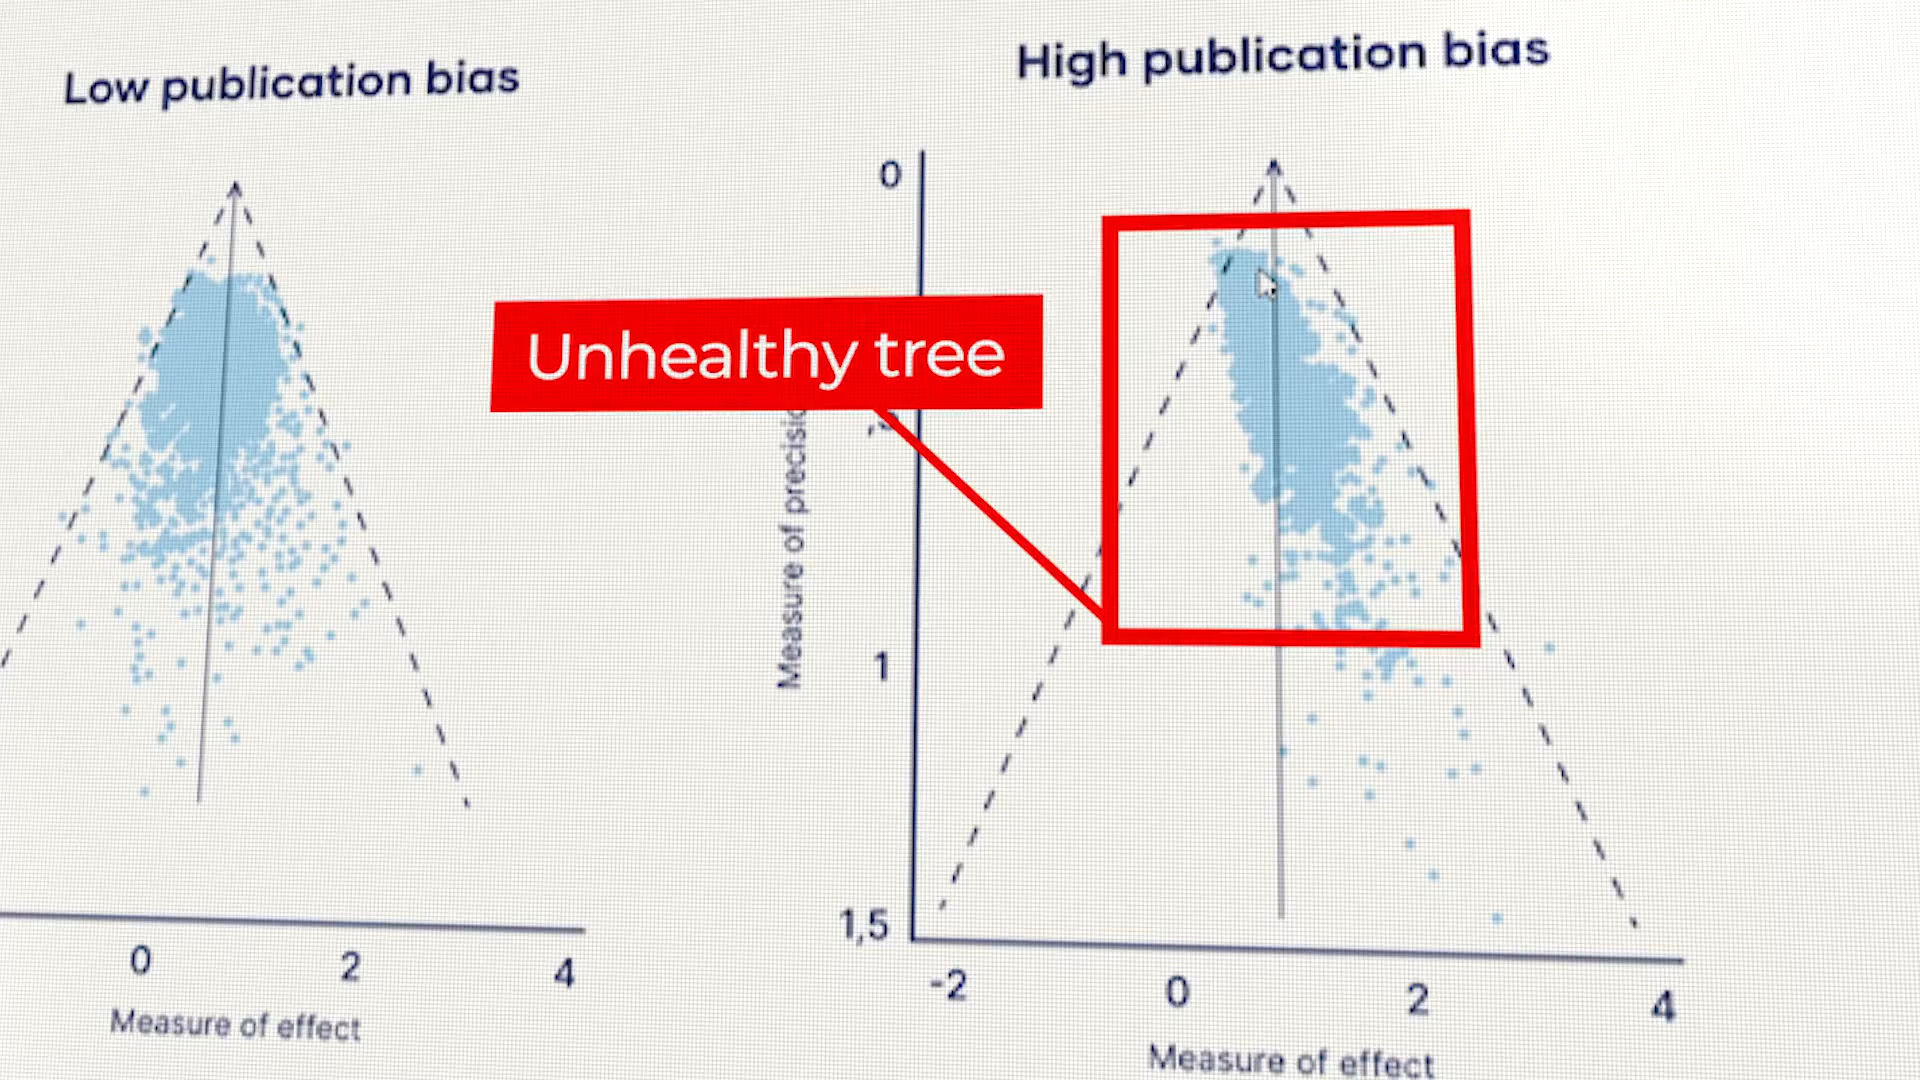 Low publication bias
High publication bias
0
Unhealthy tree
Measure of
1
1,5
0
2
4
-2
0
2
4
Measure of effect
Measure of effect